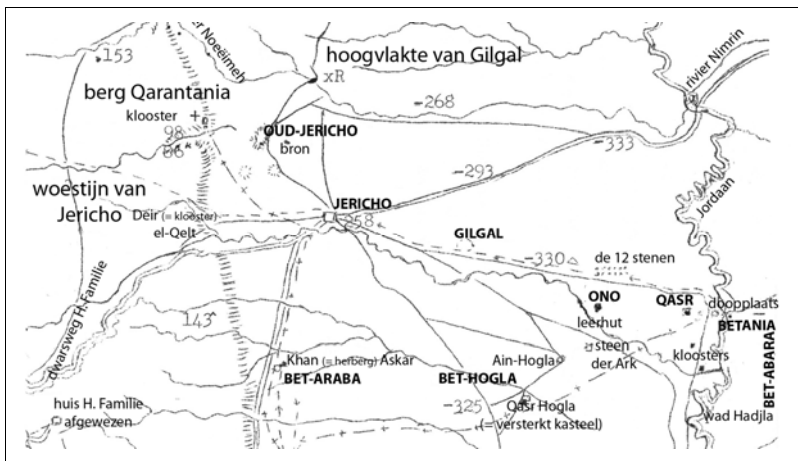 153
rivier Noeëimeh
hoogvlakte van Gilgal
rivier Nimrin
xR
berg Qarantania
klooster
98
86
-268
OUD-JERICHO
bron
-333
-293
woestijn van
Jericho
Deir (= klooster)
el-Qelt
JERICHO
-258
Jordaan
GILGAL
-330
de 12 stenen
ONO
QASR
doopplaats
BETANIA
=
BET-ABARA
leerhut
steen
der Ark
kloosters
dwarsweg H. Familie
143
Khan (= herberg) Askar
BET-ARABA
Ain-Hogla
BET-HOGLA
-325
Qasr Hogla
(= versterkt kasteel)
wad Hadjla
huis H. Familie
afgewezen